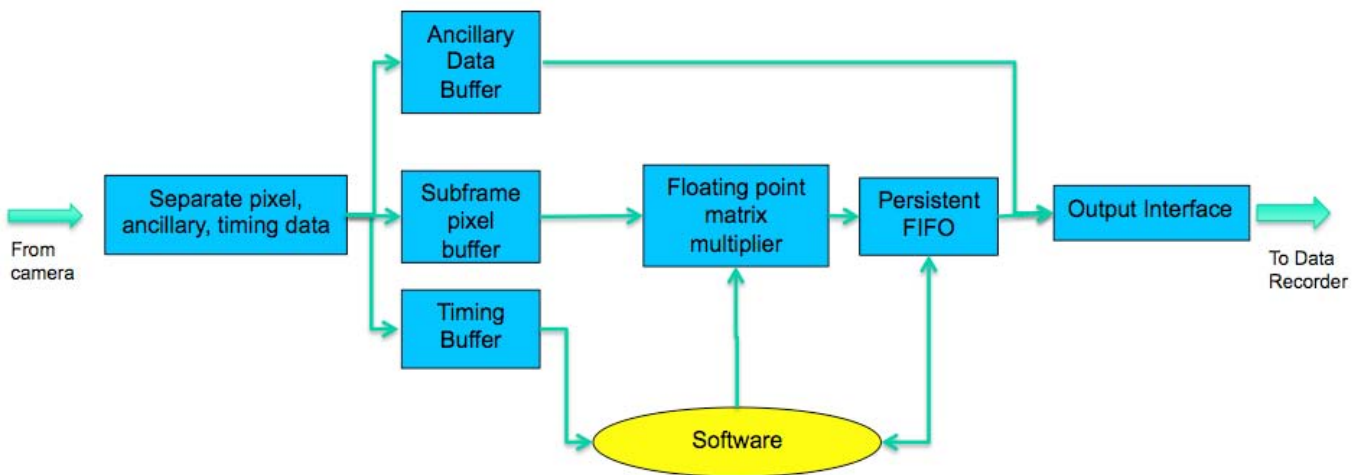 From
camera
Separate pixel,
ancillary, timing data
Ancillary
Data
Buffer
Subframe
pixel
buffer
Timing
Buffer
Floating point
matrix
multiplier
Persistent
FIFO
Output Interface
To Data
Recorder
Software